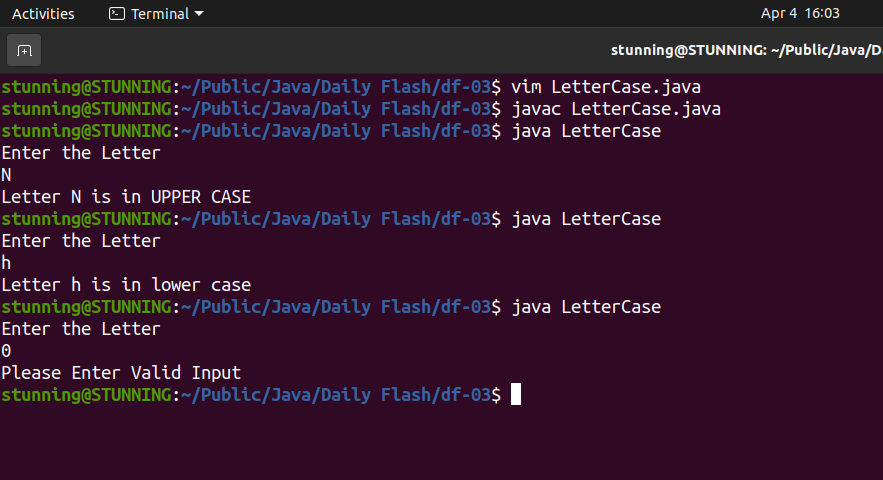 Activities Terminal Apr 4 16:03
stunning@STUNNING: ~/Public/Java/D
stunning@STUNNING:~/Public/Java/Daily Flash/df-03$ vim LetterCase.java
stunning@STUNNING:~/Public/Java/Daily Flash/df-03$ javac LetterCase.java
stunning@STUNNING:~/Public/Java/Daily Flash/df-03$ java LetterCase
Enter the Letter
N
Letter N is in UPPER CASE
stunning@STUNNING:~/Public/Java/Daily Flash/df-03$ java LetterCase
Enter the Letter
h
Letter h is in lower case
stunning@STUNNING:~/Public/Java/Daily Flash/df-03$ java LetterCase
Enter the Letter
0
Please Enter Valid Input
stunning@STUNNING:~/Public/Java/Daily Flash/df-03$